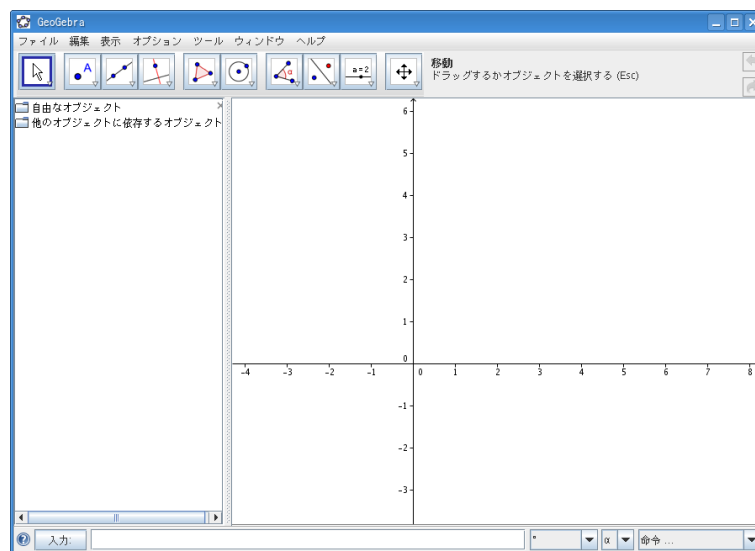 GeoGebra
ファイル 編集 表示 オプション ツール ウィンドウ ヘルプ
A
α
a=2
移動
ドラッグするかオブジェクトを選択する (Esc)
自由なオブジェクト
他のオブジェクトに依存するオブジェクト
6
5
4
3
2
1
0
-4 -3 -2 -1 0 1 2 3 4 5 6 7 8
-1
-2
-3
入力:
α
命令 ...